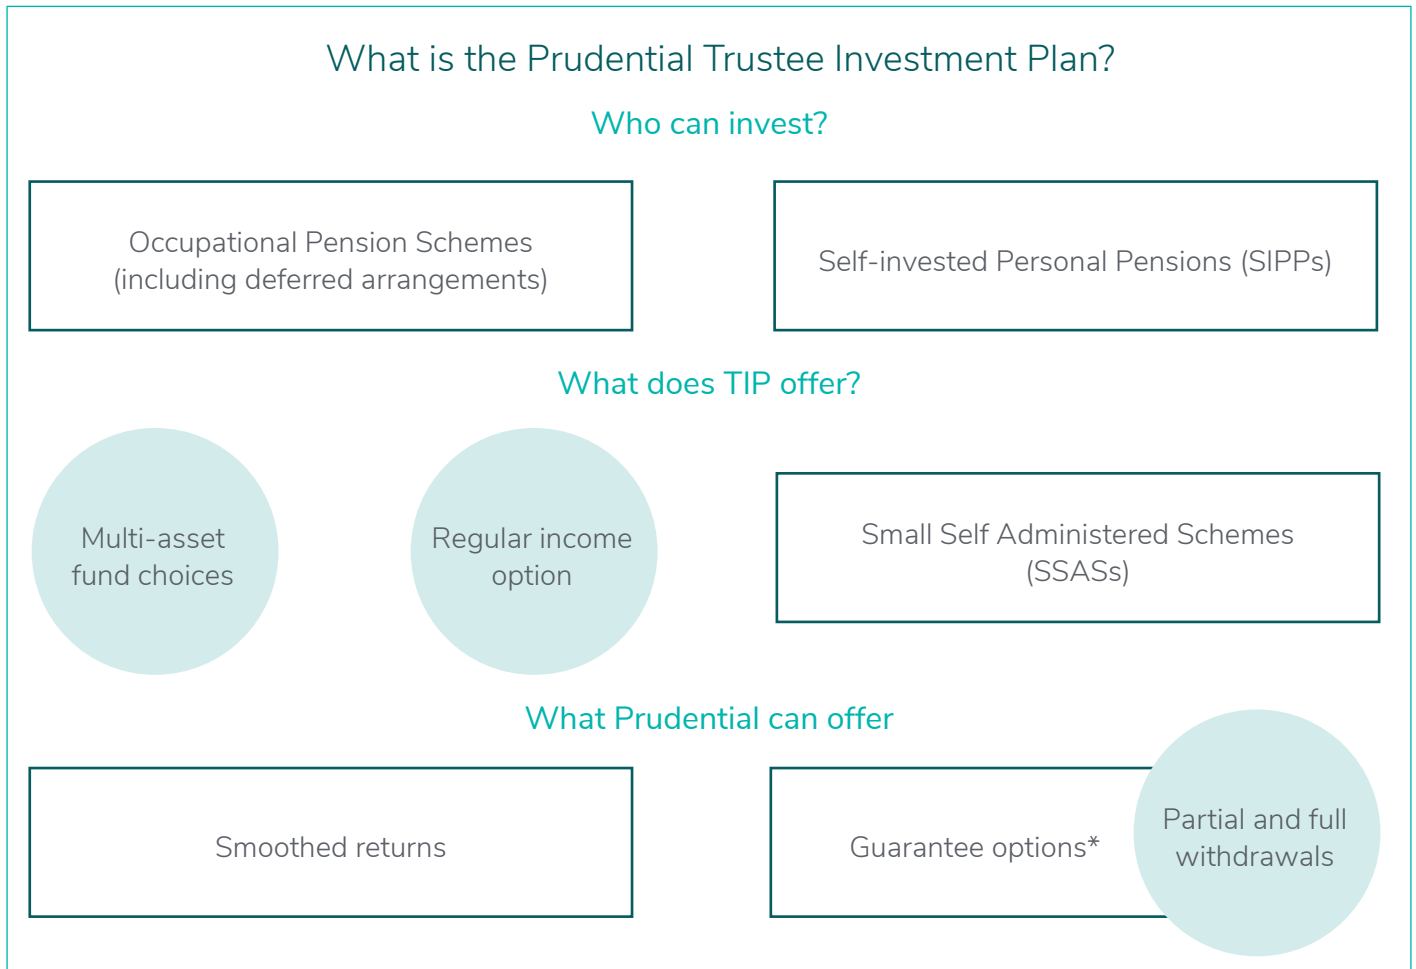 What is the Prudential Trustee Investment Plan?
Who can invest?
Occupational Pension Schemes
(including deferred arrangements)
Self-invested Personal Pensions (SIPPs)
What does TIP offer?
Multi-asset
fund choices
Regular income
option
Small Self Administered Schemes
(SSASs)
What Prudential can offer
Smoothed returns
Guarantee options*
Partial and full
withdrawals